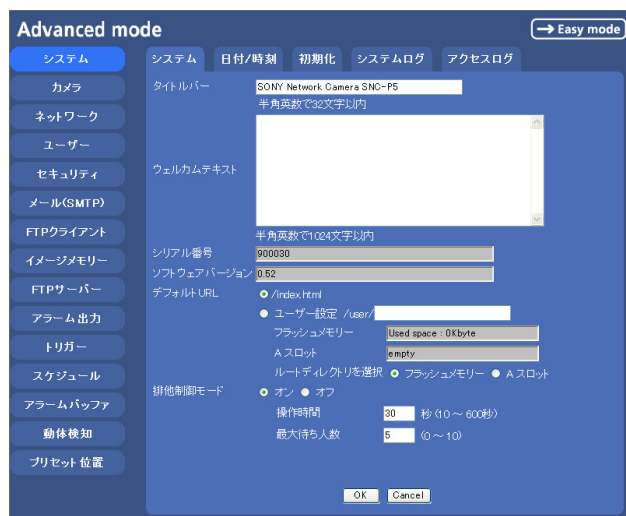 Advanced mode
→ Easy mode
システム
カメラ
ネットワーク
ユーザー
セキュリティ
メール(SMTP)
FTPクライアント
イメージメモリー
FTPサーバー
アラーム出力
トリガー
スケジュール
アラームバッファ
動体検知
プリセット位置
システム 日付/時刻 初期化 システムログ アクセスログ
タイトルバー SONY Network Camera SNC-P5
半角英数で32文字以内
ウェルカムテキスト
半角英数で1024文字以内
シリアル番号 900030
ソフトウェアバージョン 0.52
デフォルトURL /index.html
ユーザー設定 /user/
フラッシュメモリー Used space : 0Kbyte
Aスロット empty
ルートディレクトリを選択 フラッシュメモリー Aスロット
排他制御モード オン オフ
操作時間 30 秒(10~600秒)
最大待ち人数 5 (0~10)
OK Cancel